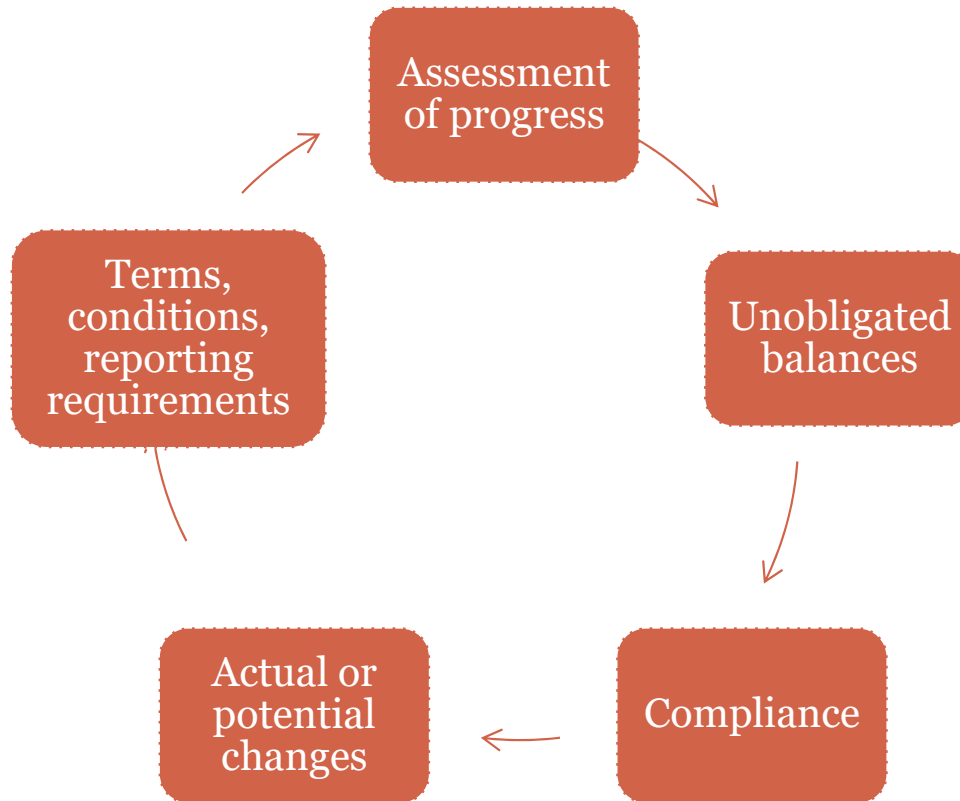 Assessment
of progress
Unobligated
balances
Compliance
Actual or
potential
changes
Terms,
conditions,
reporting
requirements